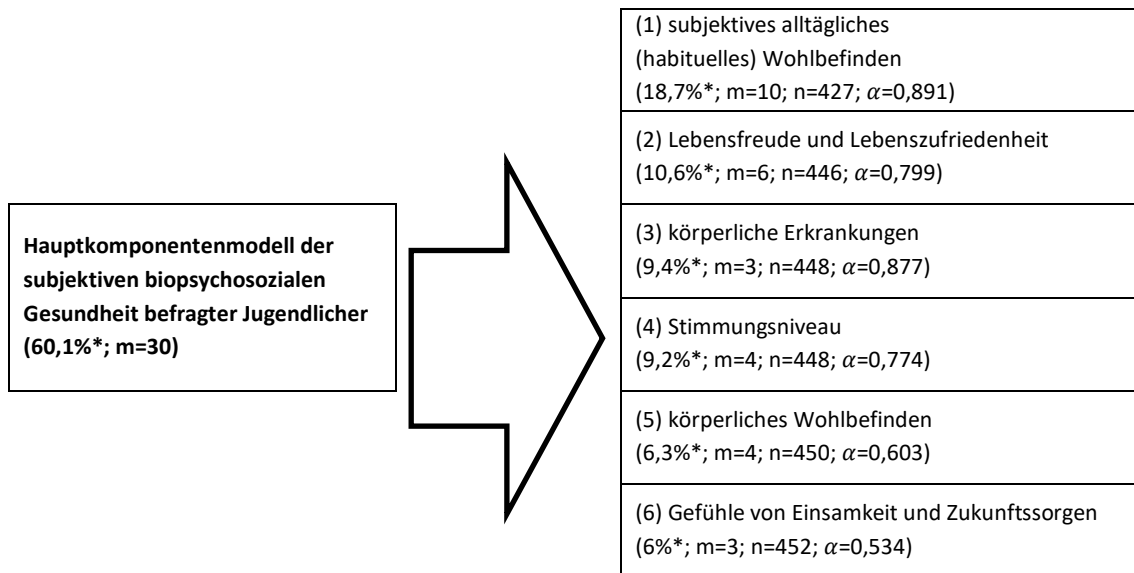 Hauptkomponentenmodell der
subjektiven biopsychosozialen
Gesundheit befragter Jugendlicher
(60,1%*; m=30)
(1) subjektives alltägliches
(habituelles) Wohlbefinden
(18,7%*; m=10; n=427; α=0,891)
(2) Lebensfreude und Lebenszufriedenheit
(10,6%*; m=6; n=446; α=0,799)
(3) körperliche Erkrankungen
(9,4%*; m=3; n=448; α=0,877)
(4) Stimmungsniveau
(9,2%*; m=4; n=448; α=0,774)
(5) körperliches Wohlbefinden
(6,3%*; m=4; n=450; α=0,603)
(6) Gefühle von Einsamkeit und Zukunftssorgen
(6%*; m=3; n=452; α=0,534)